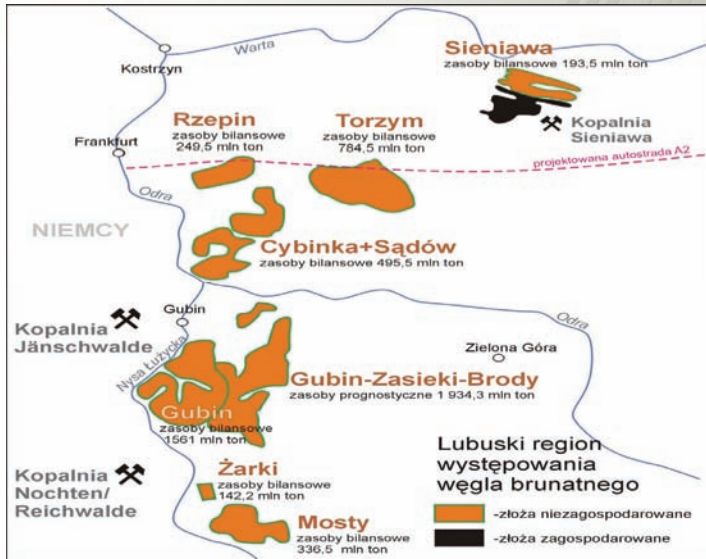 Sieniawa
zasoby bilansowe 193,5 mln ton
Warta
Kostrzyn
Kopalnia
Sieniawa
Rzepin
zasoby bilansowe
249,5 mln ton
Torzym
zasoby bilansowe
784,5 mln ton
Frankfurt
projektowana autostrada A2
Odra
NIEMCY
Cybinka+Sądów
zasoby bilansowe 495,5 mln ton
Gubin
Kopalnia
Jänschwalde
Nysa Łużycka
Odra
Zielona Góra
Gubin-Zasieki-Brody
zasoby prognostyczne 1 934,3 mln ton
Gubin
zasoby bilansowe
1561 mln ton
Kopalnia
Nochten/
Reichwalde
Żarki
zasoby bilansowe
142,2 mln ton
Mosty
zasoby bilansowe
336,5 mln ton
Lubuski region
występowania
węgla brunatnego
-złoża niezagospodarowane
-złoża zagospodarowane